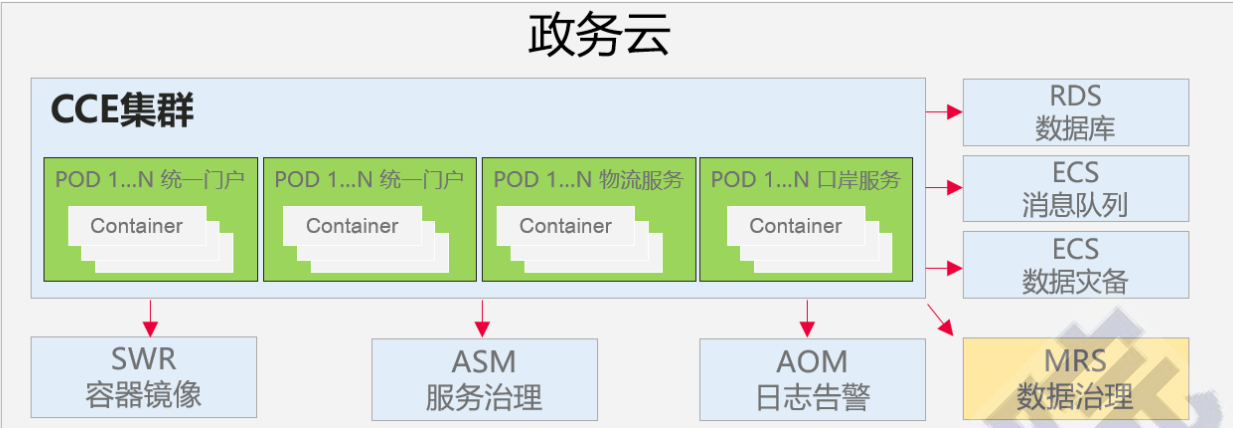 政务云
CCE集群
RDS
数据库
POD 1...N 统一门户
POD 1...N 统一门户
POD 1...N 物流服务
POD 1...N 口岸服务
Container
Container
Container
Container
ECS
消息队列
ECS
数据灾备
SWR
容器镜像
ASM
服务治理
AOM
日志告警
MRS
数据治理